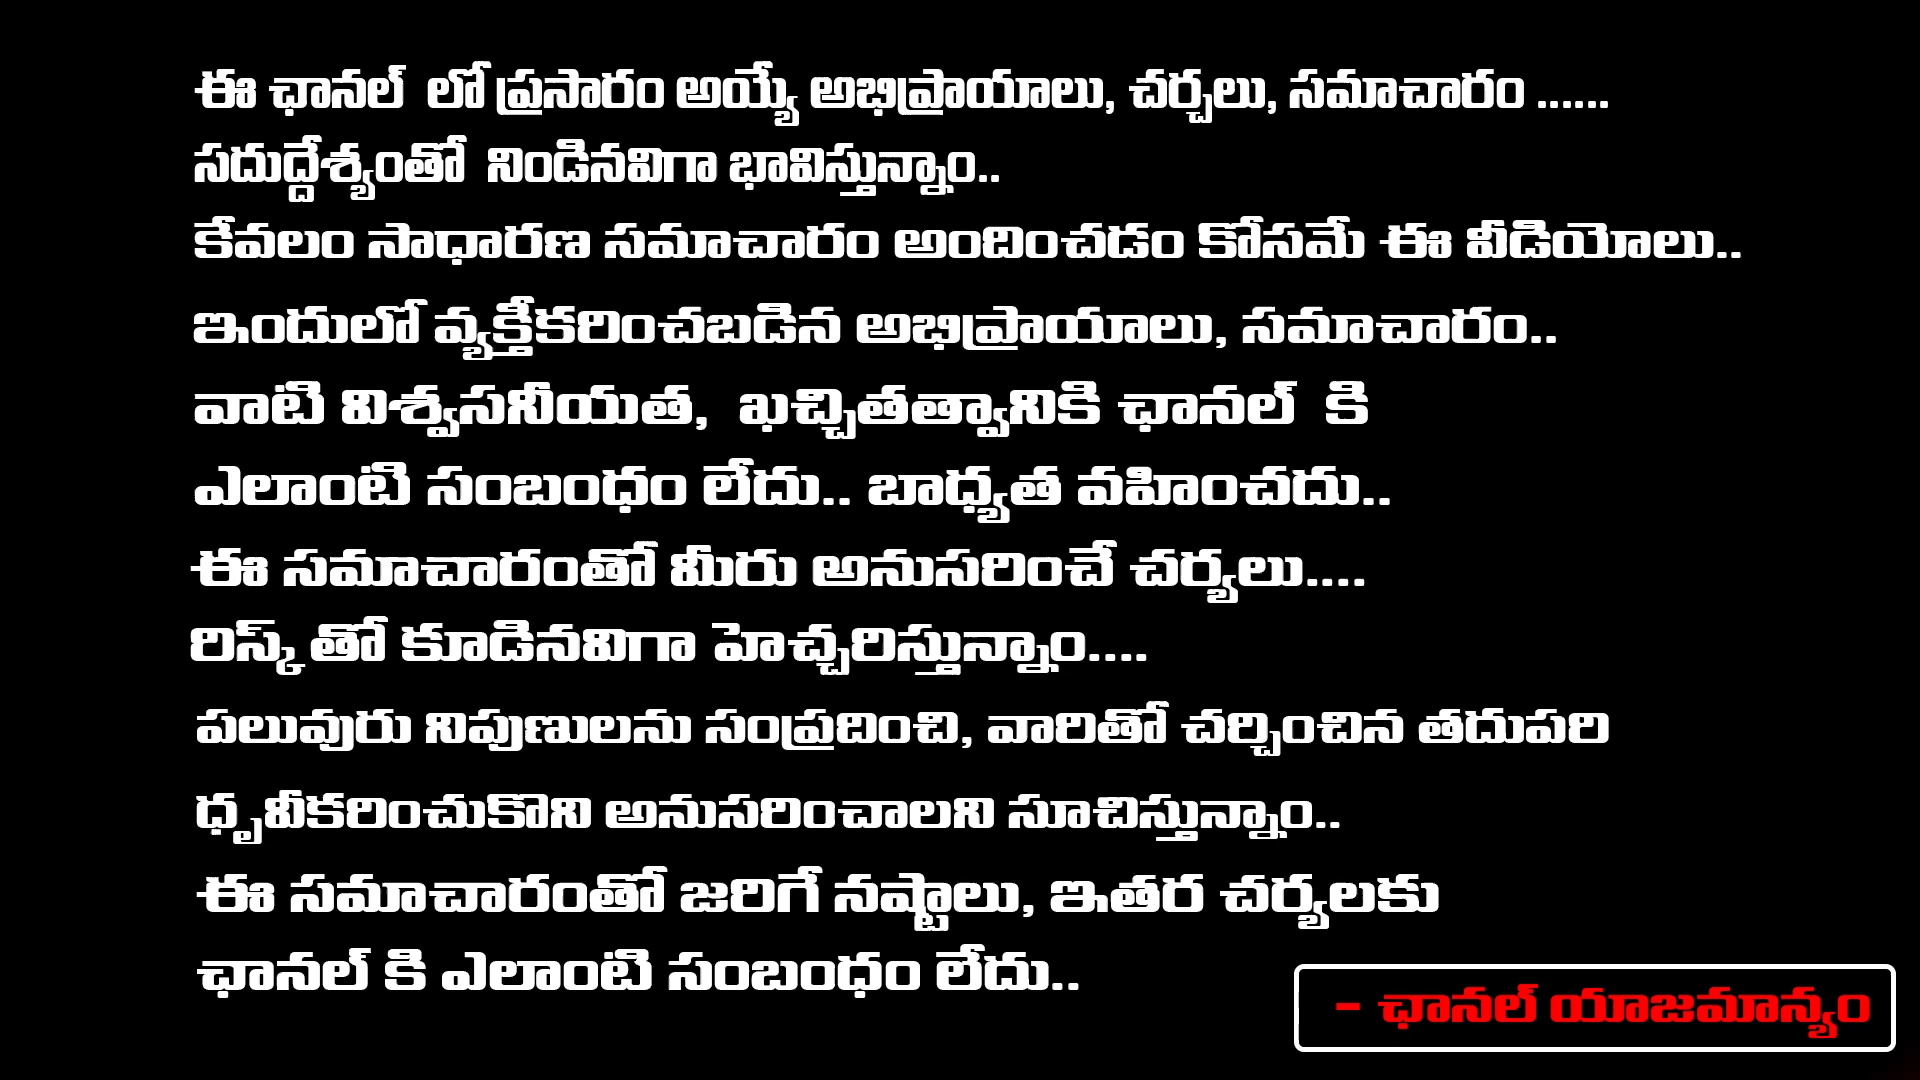 ఈ ఛానల్ లో ప్రసారం అయ్యే అభిప్రాయాలు, చర్చలు, సమాచారం ......
సదుద్దేశ్యంతో నిండినవిగా భావిస్తున్నాం..
కేవలం సాధారణ సమాచారం అందించడం కోసమే ఈ వీడియోలు..
ఇందులో వ్యక్తీకరించబడిన అభిప్రాయాలు, సమాచారం..
వాటి విశ్వసనీయత, ఖచ్చితత్వానికి ఛానల్ కి
ఎలాంటి సంబంధం లేదు.. బాధ్యత వహించదు..
ఈ సమాచారంతో మీరు అనుసరించే చర్యలు....
రిస్క్ తో కూడినవిగా హెచ్చరిస్తున్నాం....
పలువురు నిపుణులను సంప్రదించి, వారితో చర్చించిన తదుపరి
ధృవీకరించుకొని అనుసరించాలని సూచిస్తున్నాం..
ఈ సమాచారంతో జరిగే నష్టాలు, ఇతర చర్యలకు
ఛానల్ కి ఎలాంటి సంబంధం లేదు..
- ఛానల్ యాజమాన్యం